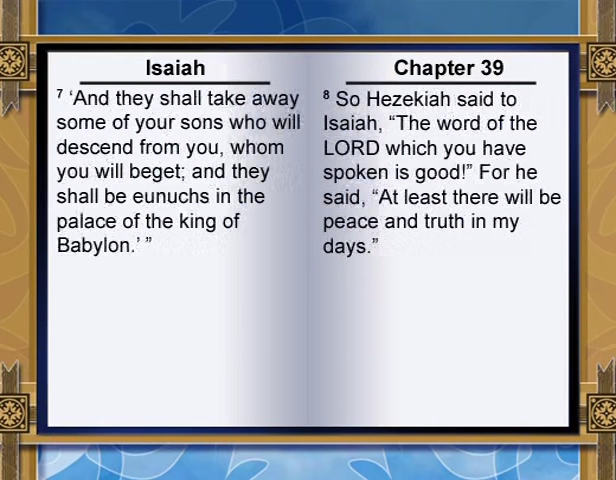 Isaiah
⁷ ‘And they shall take away
some of your sons who will
descend from you, whom
you will beget; and they
shall be eunuchs in the
palace of the king of
Babylon.’ ”
Chapter 39
⁸ So Hezekiah said to
Isaiah, “The word of the
LORD which you have
spoken is good!” For he
said, “At least there will be
peace and truth in my
days.”